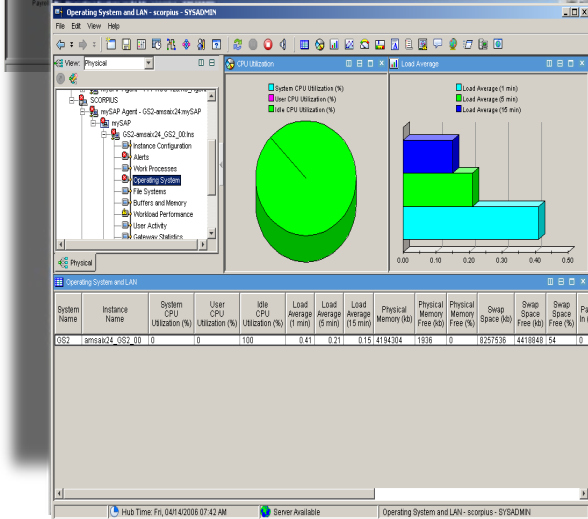 Operating System and LAN - scorpius - SYSADMIN
File Edit View Help
View: Physical
CPU Utilization
Load Average
SCORPIUS
mySAP Agent - GS2-amsaix24:mySAP
mySAP
GS2-amsaix24_GS2_00:Ins
Instance Configuration
Alerts
Work Processes
Operating System
File Systems
Buffers and Memory
Workload Performance
User Activity
Gateway Statistics
Physical
System CPU Utilization (%)
User CPU Utilization (%)
Idle CPU Utilization (%)
Load Average (1 min)
Load Average (5 min)
Load Average (15 min)
0.00 0.10 0.20 0.30 0.40 0.50
Operating System and LAN
System Name Instance Name System CPU Utilization (%) User CPU Utilization (%) Idle CPU Utilization (%) Load Average (1 min) Load Average (5 min) Load Average (15 min) Physical Memory (kb) Physical Memory Free (kb) Physical Memory Free (%) Swap Space (kb) Swap Space Free (kb) Swap Space Free (%)
GS2 amsaix24_GS2_00 0 0 100 0.41 0.21 0.15 4194304 1936 0 8257536 4418848 54 0
Hub Time: Fri, 04/14/2006 07:42 AM
Server Available
Operating System and LAN - scorpius - SYSADMIN